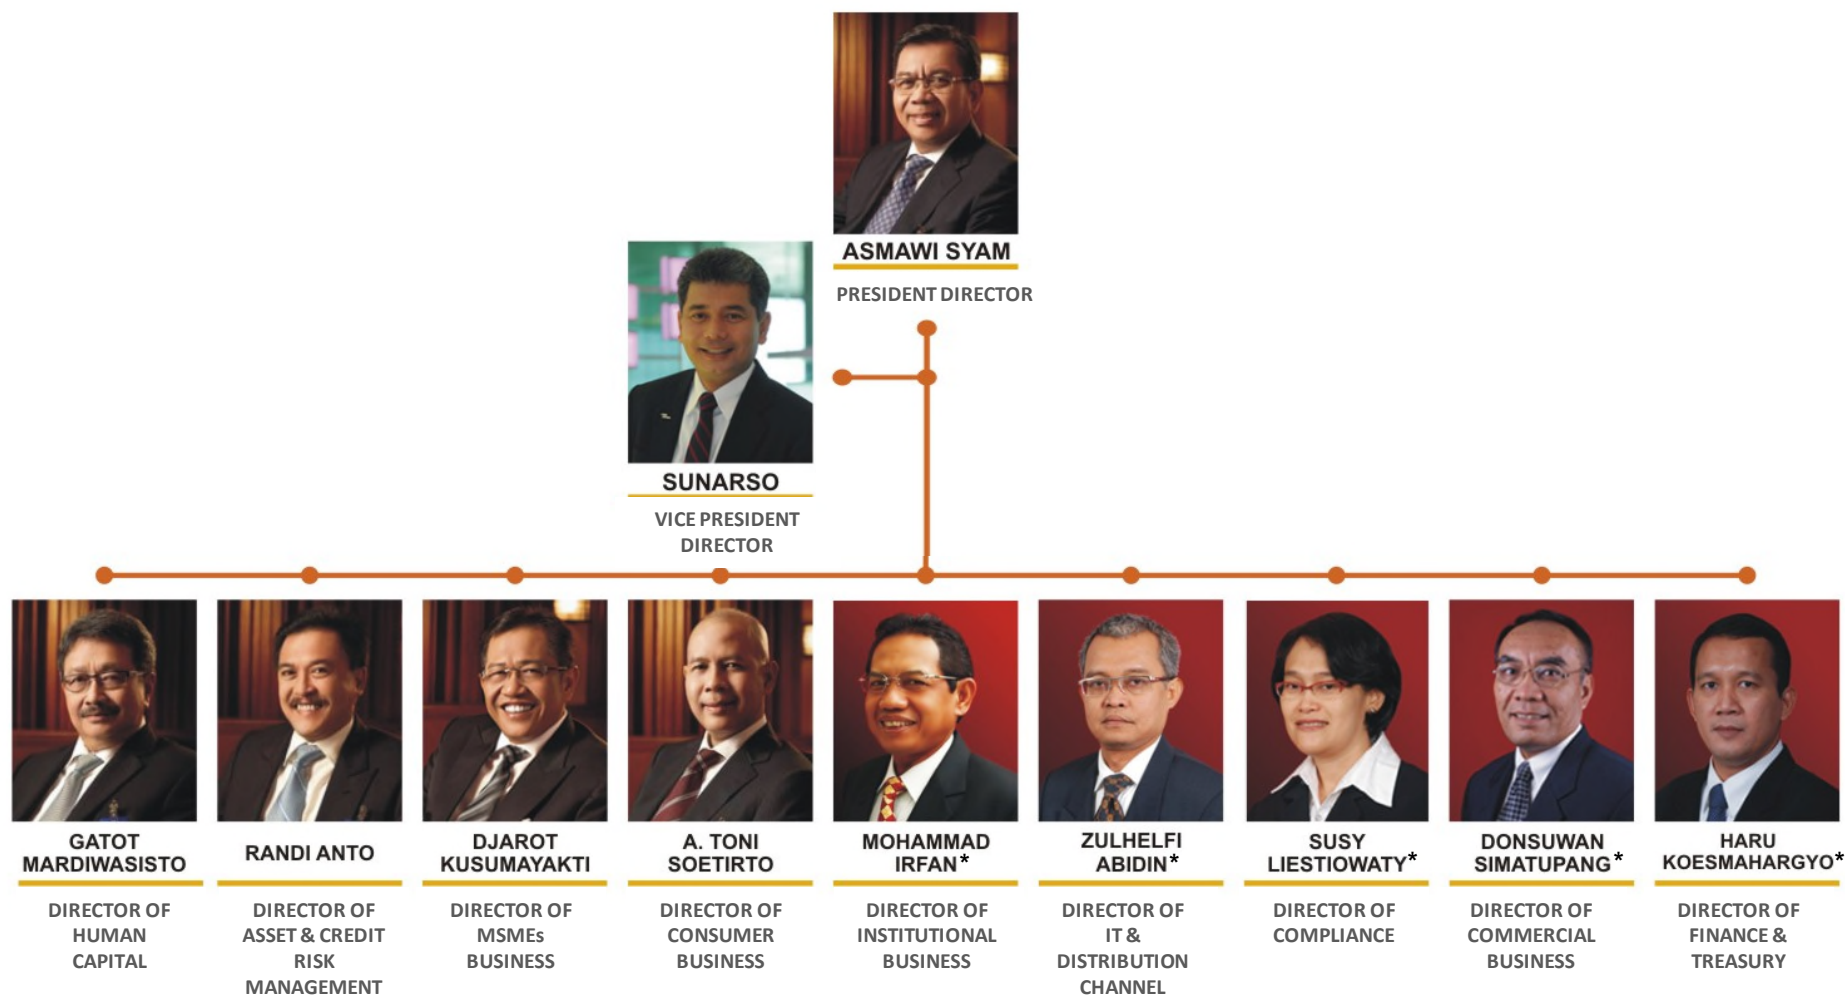 ASMAWI SYAM
PRESIDENT DIRECTOR
SUNARSO
VICE PRESIDENT
DIRECTOR
GATOT
MARDIWASISTO
DIRECTOR OF
HUMAN
CAPITAL
RANDI ANTO
DIRECTOR OF
ASSET & CREDIT
RISK
MANAGEMENT
DJAROT
KUSUMAYAKTI
DIRECTOR OF
MSMEs
BUSINESS
A. TONI
SOETIRTO
DIRECTOR OF
CONSUMER
BUSINESS
MOHAMMAD
IRFAN*
DIRECTOR OF
INSTITUTIONAL
BUSINESS
ZULHELFI
ABIDIN*
DIRECTOR OF
IT &
DISTRIBUTION
CHANNEL
SUSY
LIESTIOWATY*
DIRECTOR OF
COMPLIANCE
DONSUWAN
SIMATUPANG*
DIRECTOR OF
COMMERCIAL
BUSINESS
HARU
KOESMAHARGYO*
DIRECTOR OF
FINANCE &
TREASURY